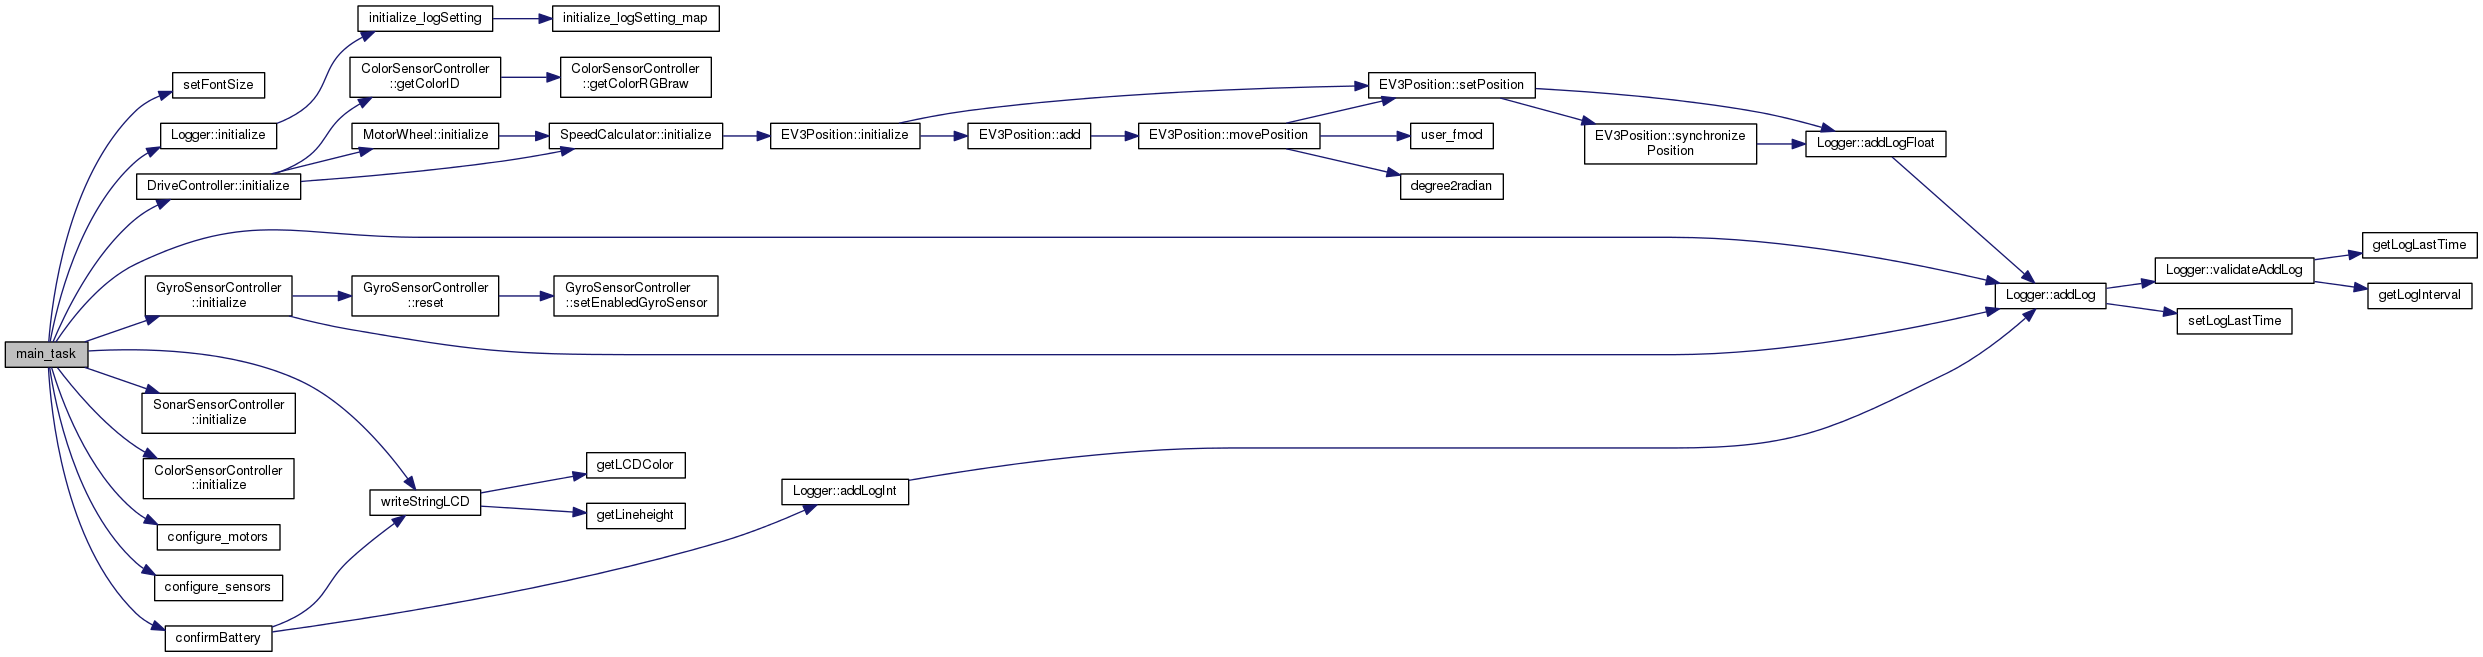 initialize_logSetting
initialize_logSetting_map
ColorSensorController
::getColorID
ColorSensorController
::getColorRGBraw
setFontSize
EV3Position::setPosition
Logger::initialize
MotorWheel::initialize
SpeedCalculator::initialize
EV3Position::initialize
EV3Position::add
EV3Position::movePosition
user_fmod
EV3Position::synchronize
Position
Logger::addLogFloat
DriveController::initialize
degree2radian
getLogLastTime
Logger::validateAddLog
GyroSensorController
::initialize
GyroSensorController
::reset
GyroSensorController
::setEnabledGyroSensor
Logger::addLog
getLogInterval
setLogLastTime
main_task
SonarSensorController
::initialize
ColorSensorController
::initialize
getLCDColor
writeStringLCD
Logger::addLogInt
getLineheight
configure_motors
configure_sensors
confirmBattery